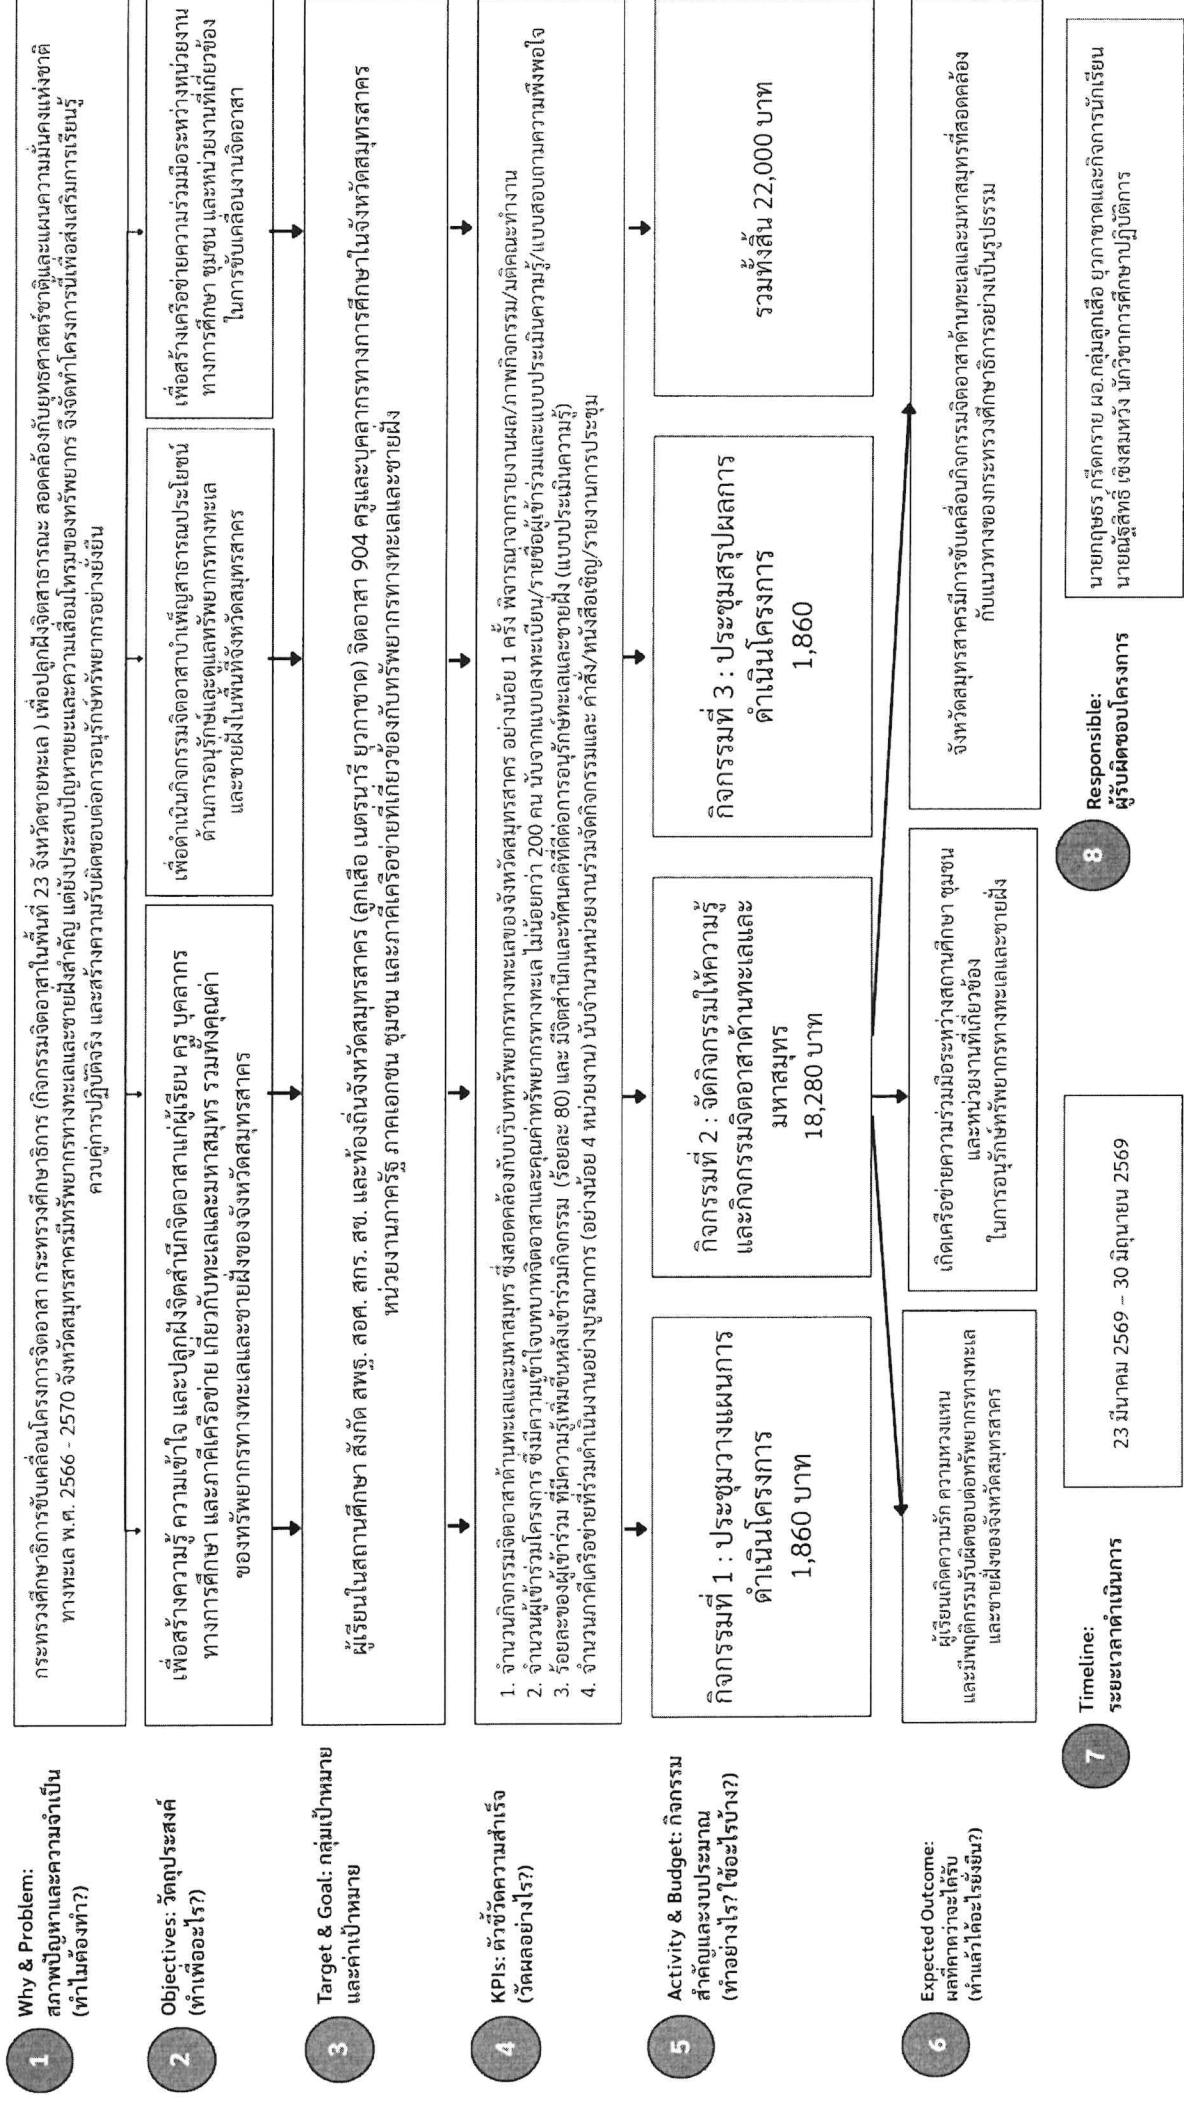 1
Why & Problem:
สภาพปัญหาและความจำเป็น
(ทำไมต้องทำ?)
กระทรวงศึกษาธิการขับเคลื่อนโครงการจิตอาสา กระทรวงศึกษาธิการ (กิจกรรมจิตอาสาในพื้นที่ 23 จังหวัดชายทะเล ) เพื่อปลูกฝังจิตสาธารณะ สอดคล้องกับยุทธศาสตร์ชาติและแผนความมั่นคงแห่งชาติ
ทางทะเล พ.ศ. 2566 - 2570 จังหวัดสมุทรสาครมีทรัพยากรทางทะเลและชายฝั่งสำคัญ แต่ยังประสบปัญหาขยะและความเสื่อมโทรมของทรัพยากร จึงจัดทำโครงการนี้เพื่อส่งเสริมการเรียนรู้
ควบคู่การปฏิบัติจริง และสร้างความรับผิดชอบต่อการอนุรักษ์ทรัพยากรอย่างยั่งยืน
2
Objectives: วัตถุประสงค์
(ทำเพื่ออะไร?)
เพื่อสร้างความรู้ ความเข้าใจ และปลูกฝังจิตสำนึกจิตอาสาแก่ผู้เรียน ครู บุคลากร
ทางการศึกษา และภาคีเครือข่าย เกี่ยวกับทะเลและมหาสมุทร รวมทั้งคุณค่า
ของทรัพยากรทางทะเลและชายฝั่งของจังหวัดสมุทรสาคร
เพื่อดำเนินกิจกรรมจิตอาสาบำเพ็ญสาธารณประโยชน์
ด้านการอนุรักษ์และดูแลทรัพยากรทางทะเล
และชายฝั่งในพื้นที่จังหวัดสมุทรสาคร
เพื่อสร้างเครือข่ายความร่วมมือระหว่างหน่วยงาน
ทางการศึกษา ชุมชน และหน่วยงานที่เกี่ยวข้อง
ในการขับเคลื่อนงานจิตอาสา
3
Target & Goal: กลุ่มเป้าหมาย
และค่าเป้าหมาย
ผู้เรียนในสถานศึกษา สังกัด สพฐ. สอศ. สกร. สช. และท้องถิ่นจังหวัดสมุทรสาคร (ลูกเสือ เนตรนารี ยุวกาชาด) จิตอาสา 904 ครูและบุคลากรทางการศึกษาในจังหวัดสมุทรสาคร
หน่วยงานภาครัฐ ภาคเอกชน ชุมชน และภาคีเครือข่ายที่เกี่ยวข้องกับทรัพยากรทางทะเลและชายฝั่ง
4
KPIs: ตัวชี้วัดความสำเร็จ
(วัดผลอย่างไร?)
1. จำนวนกิจกรรมจิตอาสาด้านทะเลและมหาสมุทร ซึ่งสอดคล้องกับบริบททรัพยากรทางทะเลของจังหวัดสมุทรสาคร อย่างน้อย 1 ครั้ง พิจารณาจากรายงานผล/ภาพกิจกรรม/มติคณะทำงาน
2. จำนวนผู้เข้าร่วมโครงการ ซึ่งมีความเข้าใจบทบาทจิตอาสาและคุณค่าทรัพยากรทางทะเล ไม่น้อยกว่า 200 คน นับจากแบบลงทะเบียน/รายชื่อผู้เข้าร่วมและแบบประเมินความรู้/แบบสอบถามความพึงพอใจ
3. ร้อยละของผู้เข้าร่วม ที่มีความรู้เพิ่มขึ้นหลังเข้าร่วมกิจกรรม (ร้อยละ 80) และ มีจิตสำนึกและทัศนคติที่ดีต่อการอนุรักษ์ทะเลและชายฝั่ง (แบบประเมินความรู้)
4. จำนวนภาคีเครือข่ายที่ร่วมดำเนินงานอย่างบูรณาการ (อย่างน้อย 4 หน่วยงาน) นับจำนวนหน่วยงานร่วมจัดกิจกรรมและ คำสั่ง/หนังสือเชิญ/รายงานการประชุม
5
Activity & Budget: กิจกรรม
สำคัญและงบประมาณ
(ทำอย่างไร? ใช้อะไรบ้าง?)
กิจกรรมที่ 1 : ประชุมวางแผนการ
ดำเนินโครงการ
1,860 บาท
กิจกรรมที่ 2 : จัดกิจกรรมให้ความรู้
และกิจกรรมจิตอาสาด้านทะเลและ
มหาสมุทร
18,280 บาท
กิจกรรมที่ 3 : ประชุมสรุปผลการ
ดำเนินโครงการ
1,860
รวมทั้งสิ้น 22,000 บาท
6
Expected Outcome:
ผลที่คาดว่าจะได้รับ
(ทำแล้วได้อะไรยั่งยืน?)
ผู้เรียนเกิดความรัก ความหวงแหน
และมีพฤติกรรมรับผิดชอบต่อทรัพยากรทางทะเล
และชายฝั่งของจังหวัดสมุทรสาคร
เกิดเครือข่ายความร่วมมือระหว่างสถานศึกษา ชุมชน
และหน่วยงานที่เกี่ยวข้อง
ในการอนุรักษ์ทรัพยากรทางทะเลและชายฝั่ง
จังหวัดสมุทรสาครมีการขับเคลื่อนกิจกรรมจิตอาสาด้านทะเลและมหาสมุทรที่สอดคล้อง
กับแนวทางของกระทรวงศึกษาธิการอย่างเป็นรูปธรรม
7
Timeline:
ระยะเวลาดำเนินการ
23 มีนาคม 2569 – 30 มิถุนายน 2569
8
Responsible:
ผู้รับผิดชอบโครงการ
นายกฤษธร กรีดกราย ผอ.กลุ่มลูกเสือ ยุวกาชาดและกิจการนักเรียน
นายณัฐสิทธิ์ เชิงสมหวัง นักวิชาการศึกษาปฏิบัติการ